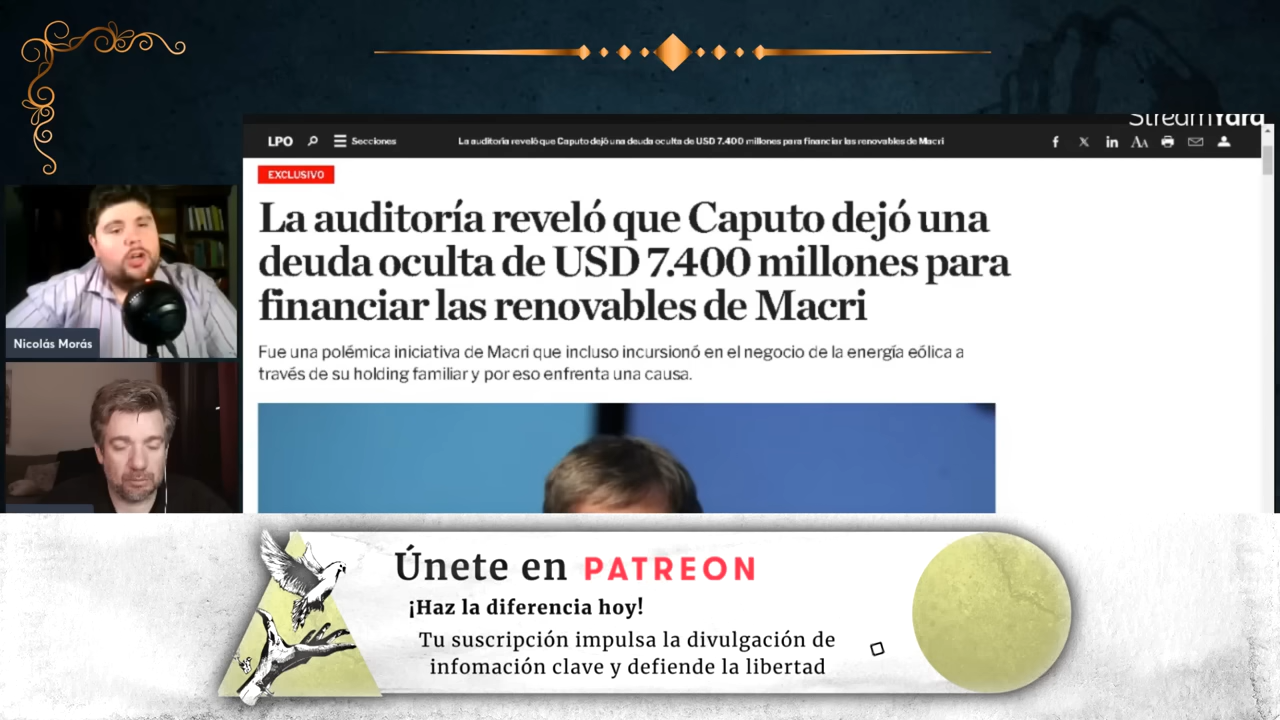 StreamYard
LPO
Secciones
La auditoría reveló que Caputo dejó una deuda oculta de USD 7.400 millones para financiar las renovables de Macri
EXCLUSIVO
La auditoría reveló que Caputo dejó una
deuda oculta de USD 7.400 millones para
financiar las renovables de Macri
Fue una polémica iniciativa de Macri que incluso incursionó en el negocio de la energía eólica a
través de su holding familiar y por eso enfrenta una causa.
Nicolás Morás
Únete en PATREON
¡Haz la diferencia hoy!
Tu suscripción impulsa la divulgación de
infomación clave y defiende la libertad